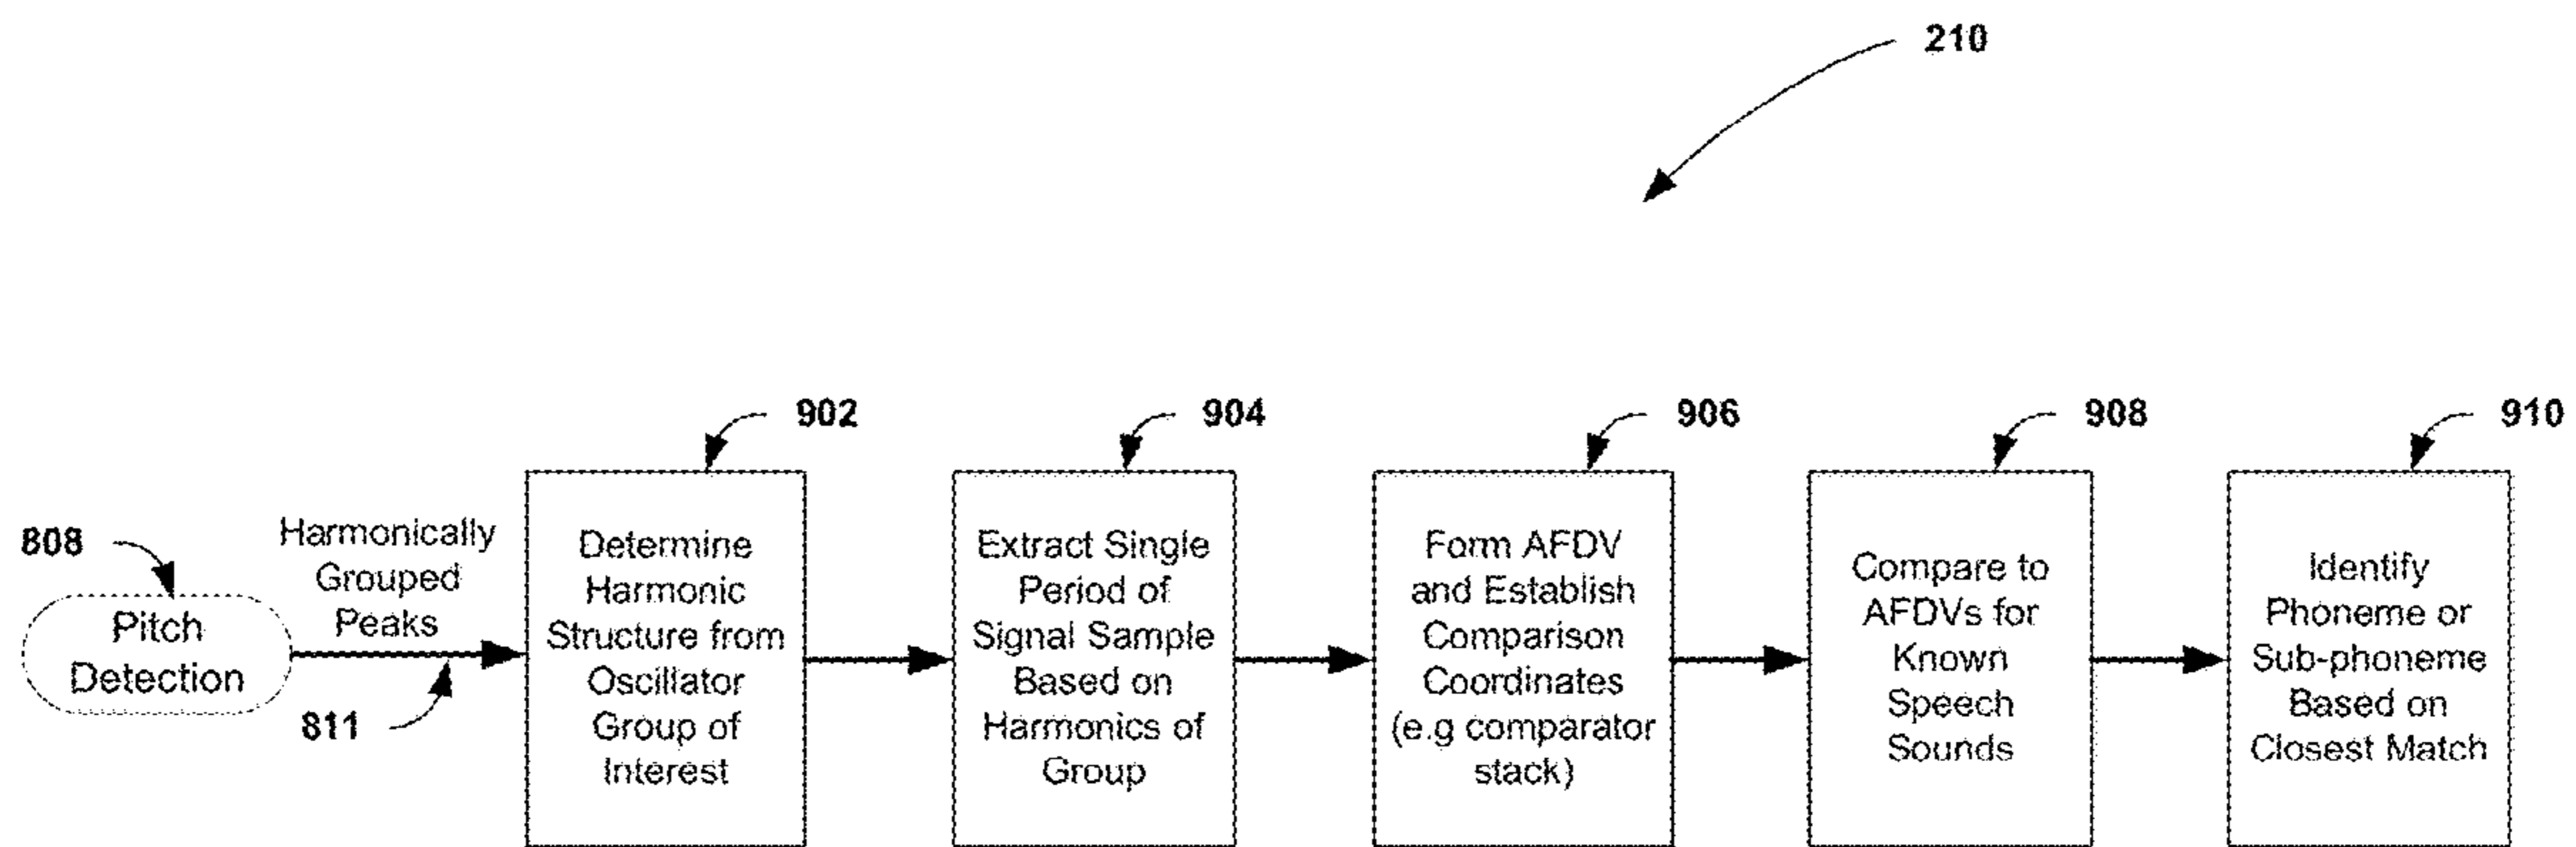 210
902
904
906
908
910
808
Harmonically
Grouped
Peaks
Pitch
Detection
811
Determine
Harmonic
Structure from
Oscillator
Group of
Interest
Extract Single
Period of
Signal Sample
Based on
Harmonics of
Group
Form AFDV
and Establish
Comparison
Coordinates
(e.g comparator
stack)
Compare to
AFDVs for
Known
Speech
Sounds
Identify
Phoneme or
Sub-phoneme
Based on
Closest Match